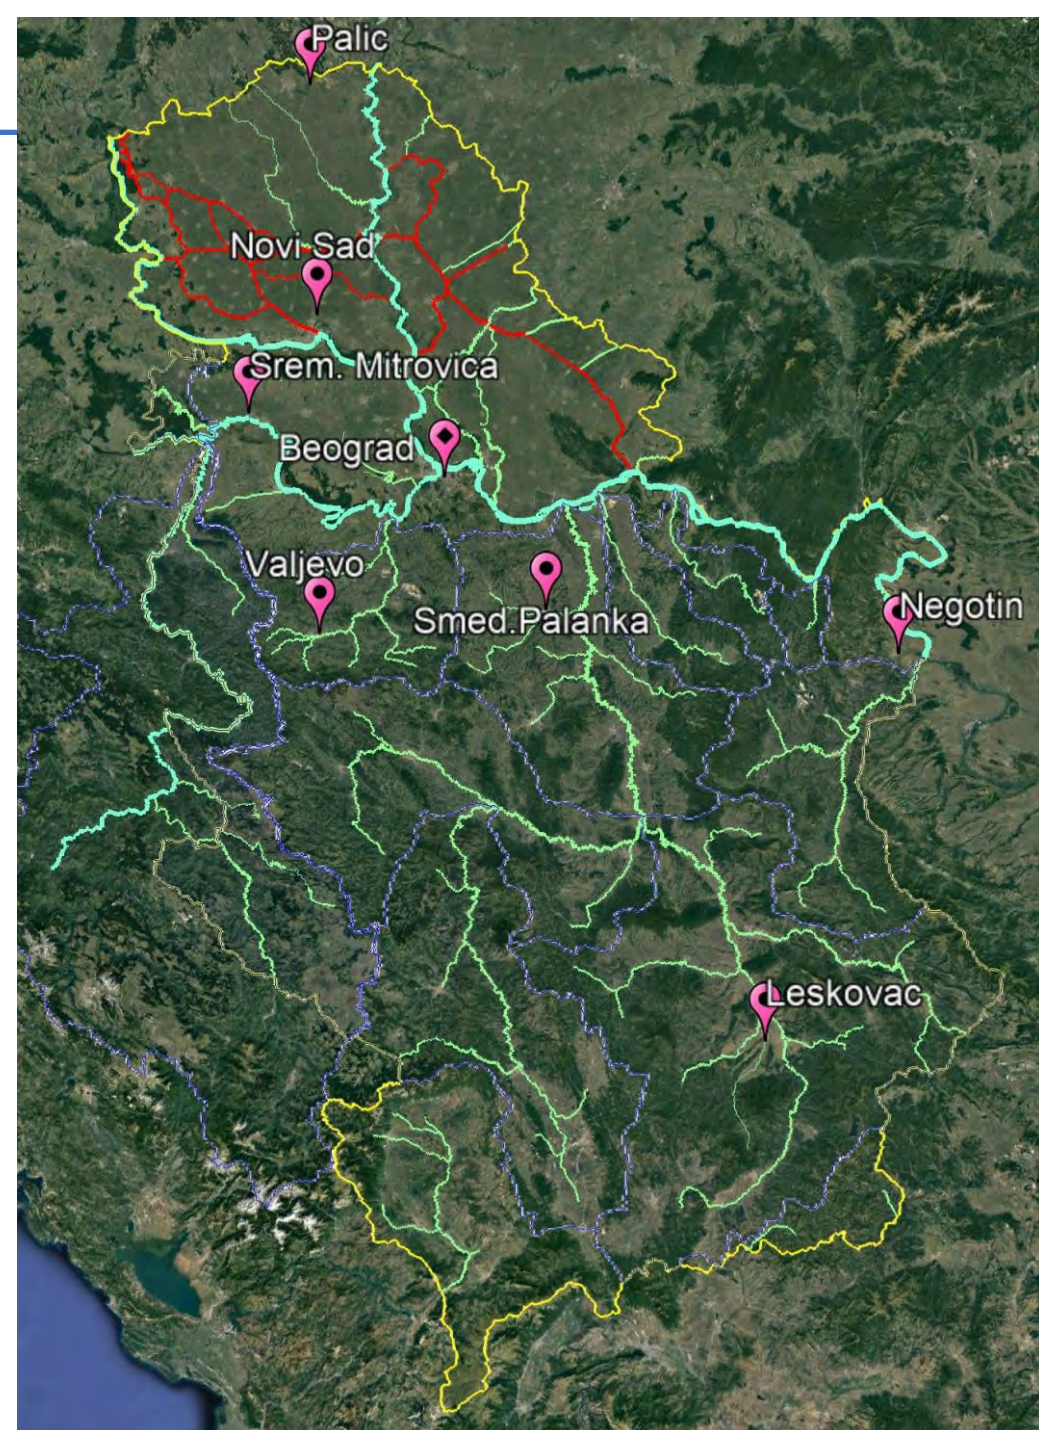 Palic
Novi Sad
Srem. Mitrovica
Beograd
Valjevo
Smed.Palanka
Negotin
Leskovac